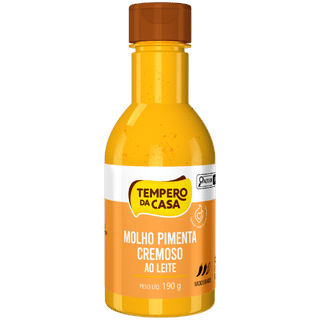 TEMPERO
DA CASA
MOLHO PIMENTA
CREMOSO
AO LEITE
PESO LÍQ. 190 g